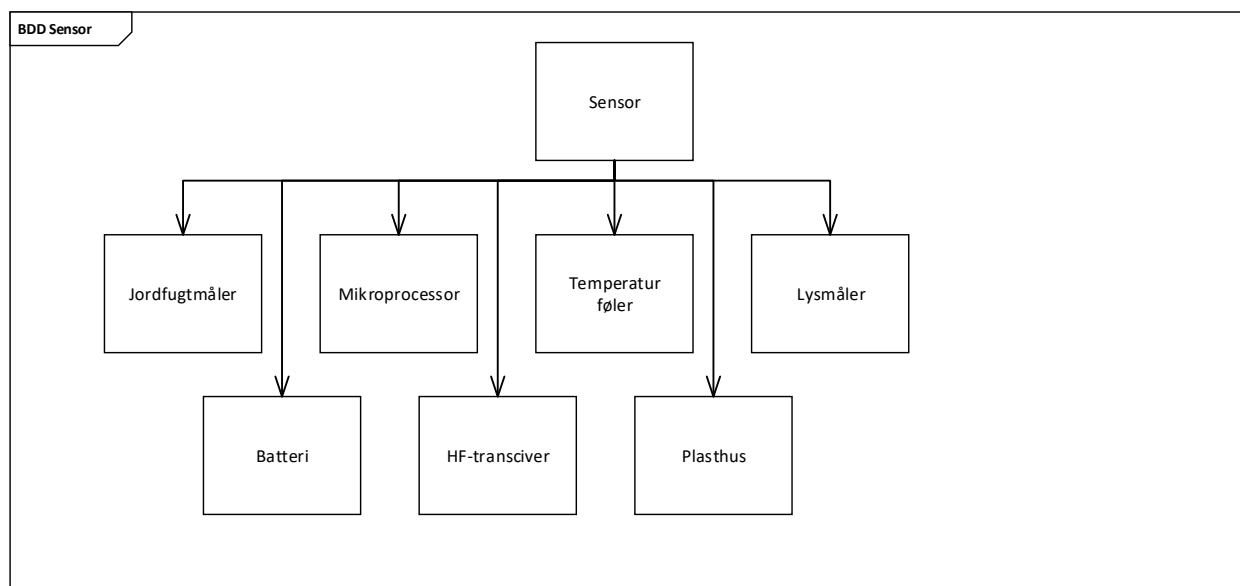 BDD Sensor
Sensor
Jordfugtmåler
Mikroprocessor
Temperatur
føler
Lysmåler
Batteri
HF-transciver
Plasthus